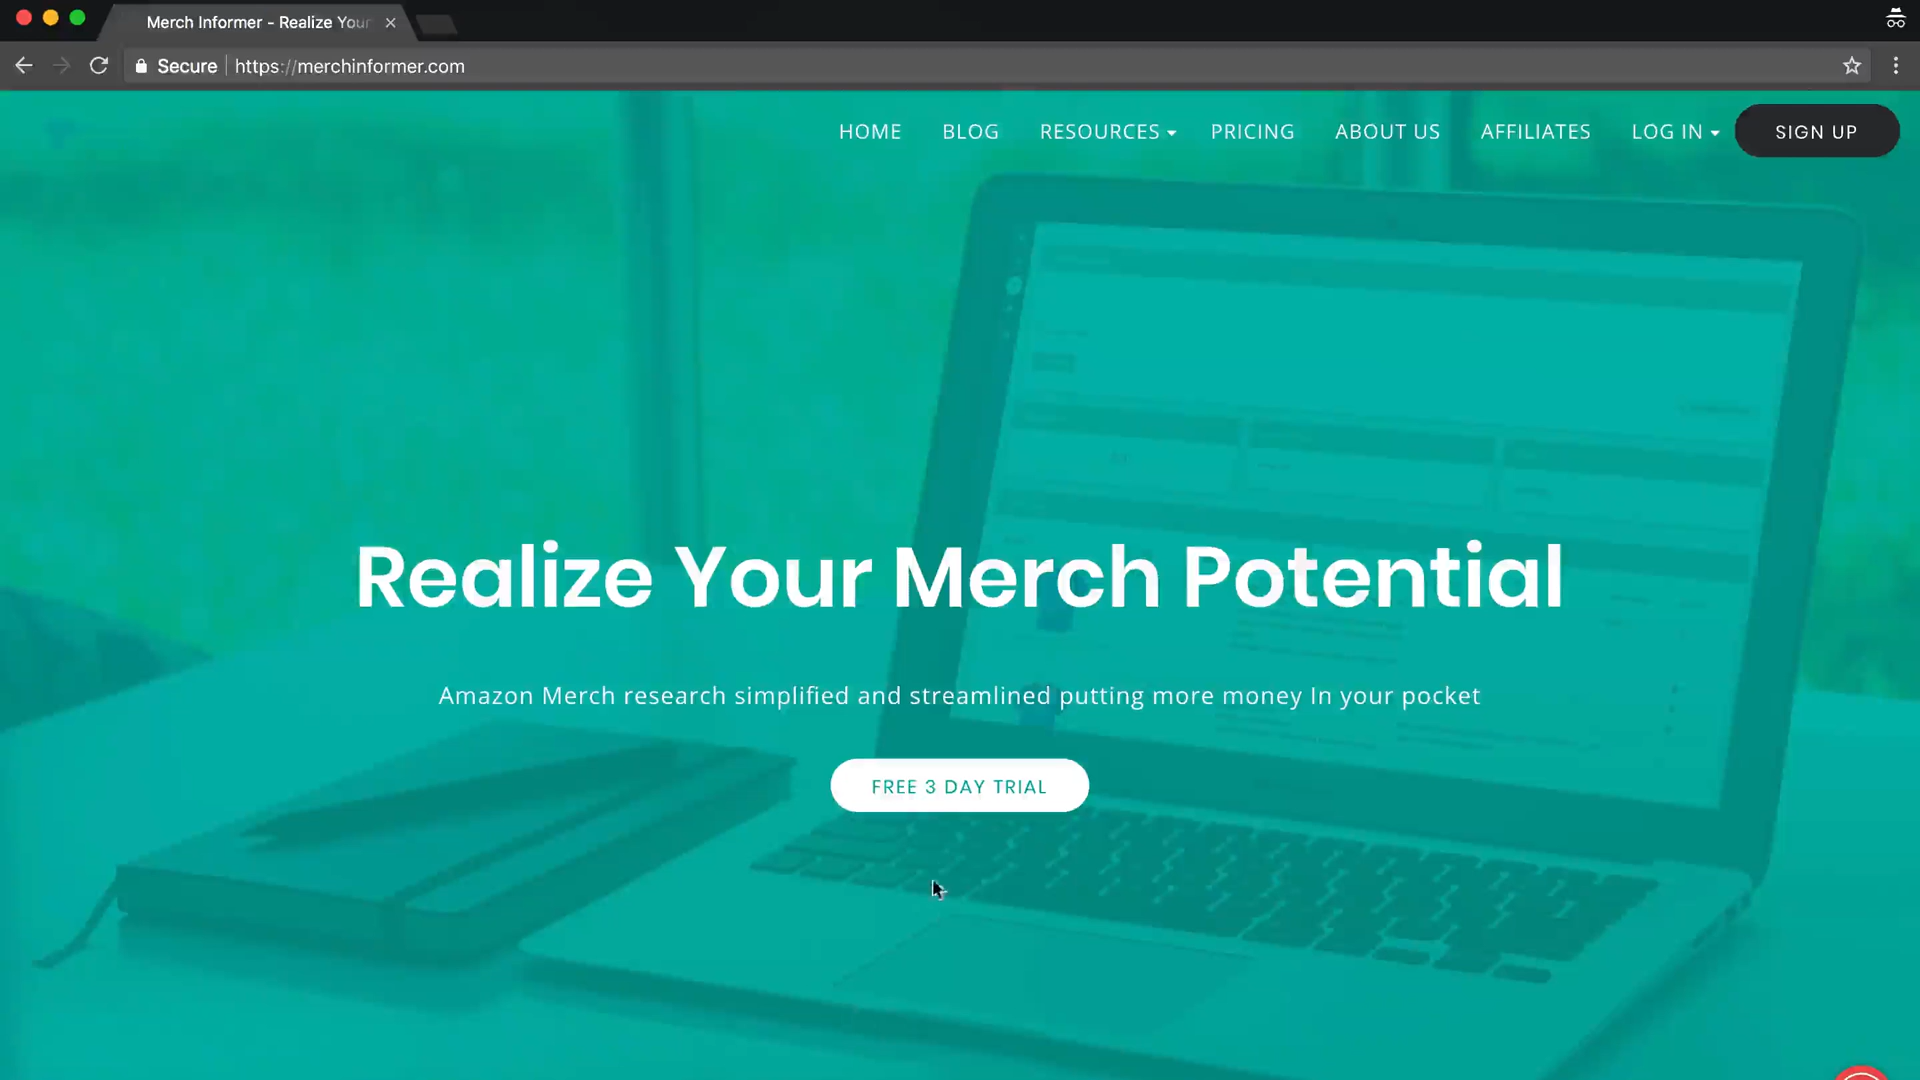 Merch Informer - Realize Your
Secure https://merchinformer.com
HOME BLOG RESOURCES PRICING ABOUT US AFFILIATES LOG IN SIGN UP
Realize Your Merch Potential
Amazon Merch research simplified and streamlined putting more money In your pocket
FREE 3 DAY TRIAL